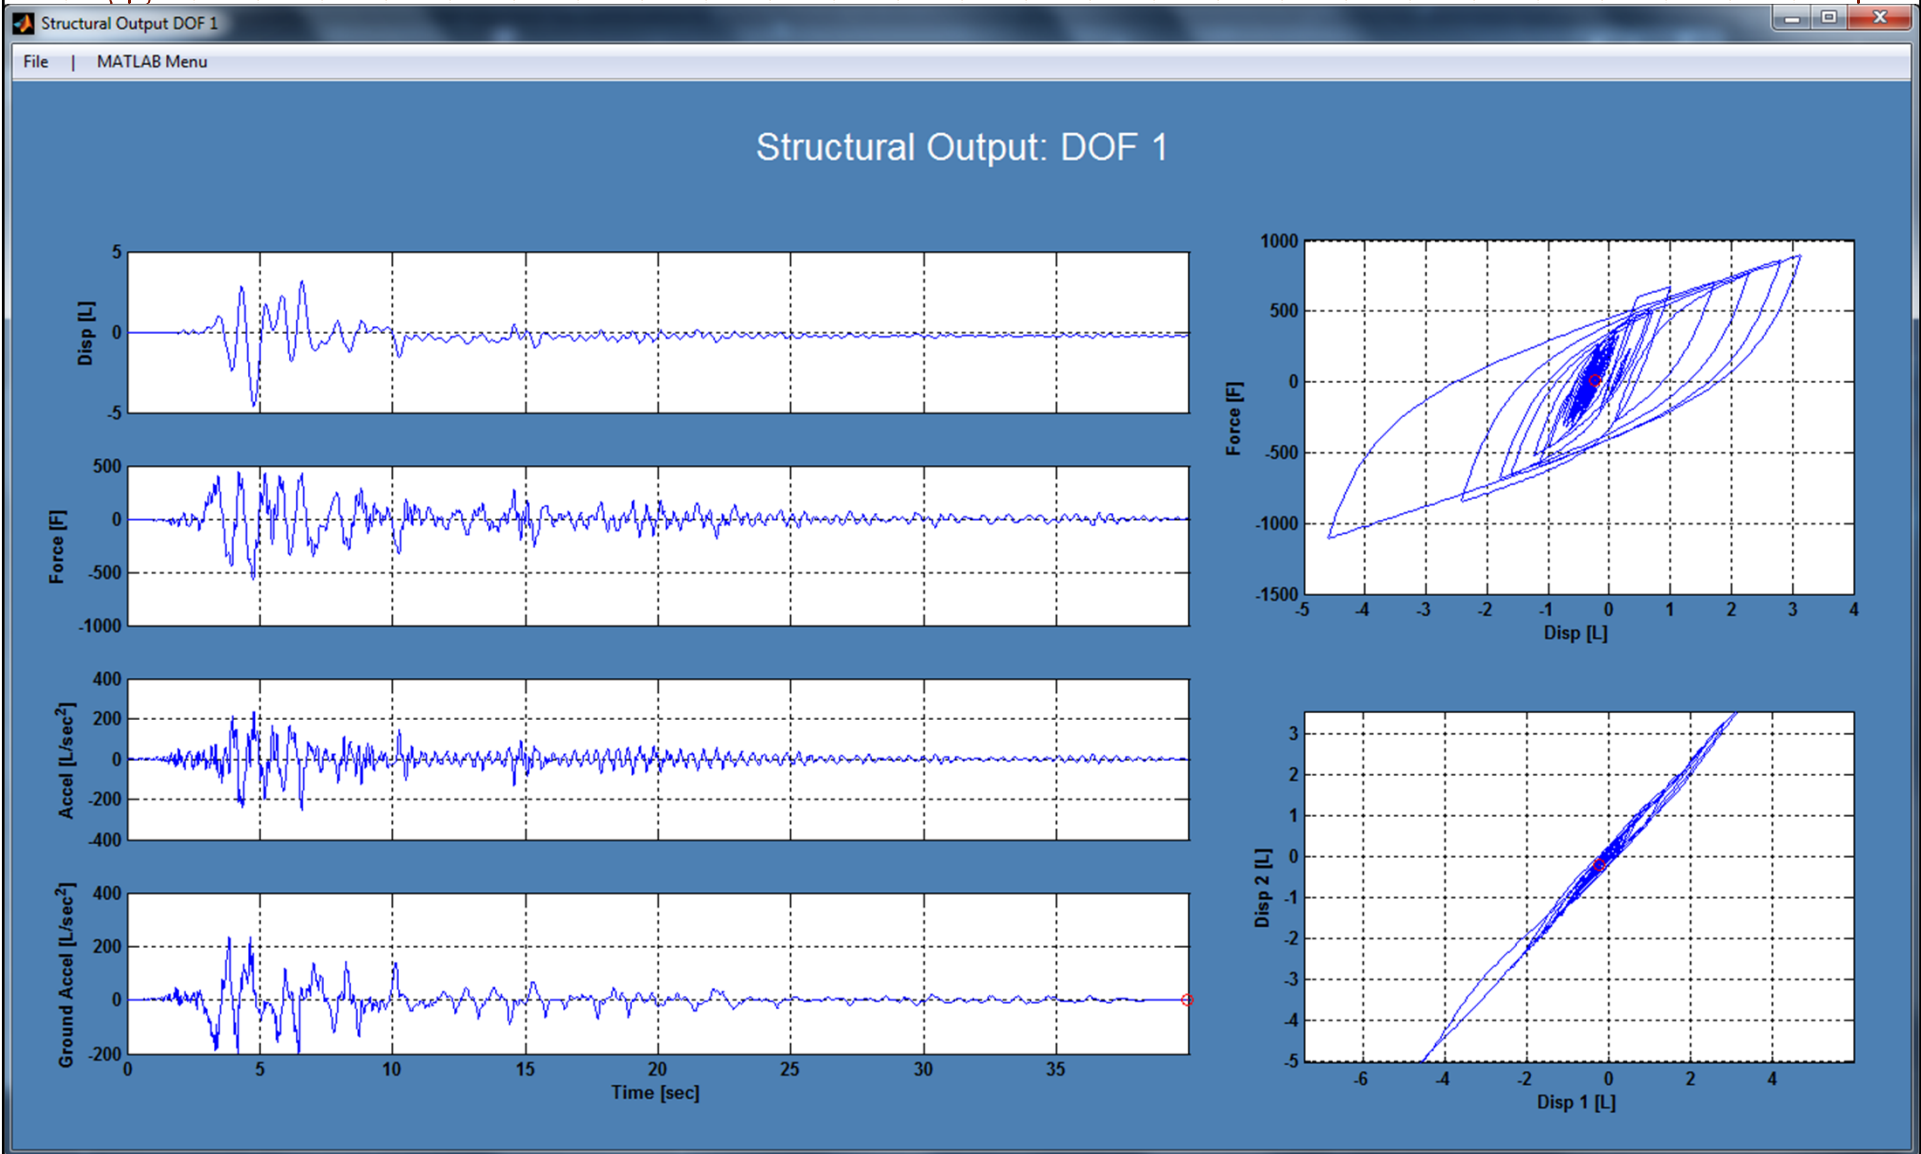 Structural Output DOF 1
File | MATLAB Menu
Structural Output: DOF 1
5
0
-5
Disp [L]
500
0
-500
-1000
Force [F]
400
200
0
-200
-400
Accel [L/sec²]
400
200
0
-200
Ground Accel [L/sec²]
0 5 10 15 20 25 30 35
Time [sec]
1000
500
0
-500
-1000
-1500
Force [F]
-5 -4 -3 -2 -1 0 1 2 3 4
Disp [L]
3
2
1
0
-1
-2
-3
-4
-5
Disp 2 [L]
-6 -4 -2 0 2 4
Disp 1 [L]